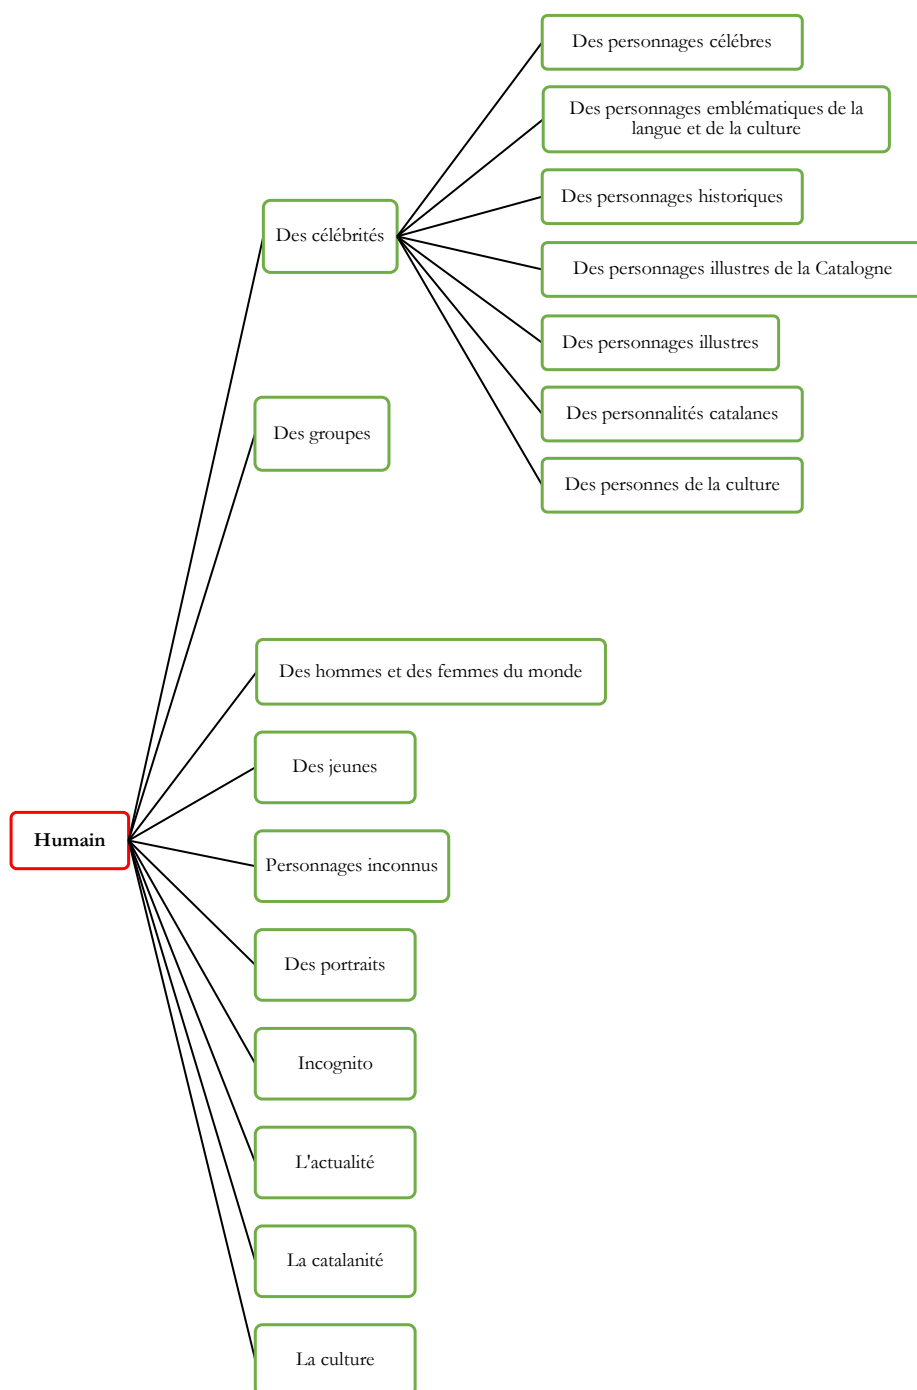 Des personnages célébres
Des personnages emblématiques de la
langue et de la culture
Des personnages historiques
Des célébrités
Des personnages illustres de la Catalogne
Des personnages illustres
Des personnalités catalanes
Des groupes
Des personnes de la culture
Des hommes et des femmes du monde
Des jeunes
Humain
Personnages inconnus
Des portraits
Incognito
L'actualité
La catalanité
La culture